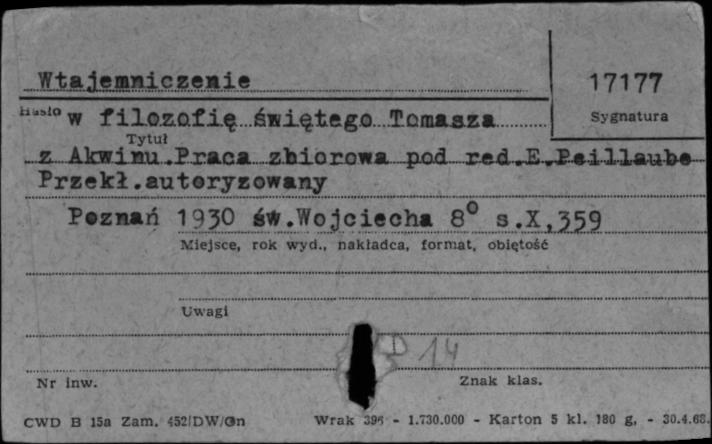 Wtajemniczenie
17177
Hasło w filozofię świętego Tomasza
Sygnatura
Tytuł
z Akwinu.Praca zbiorowa pod red.E.Peillaube
Przekł.autoryzowany
Poznań 1930 św.Wojciecha 8° s.X,359
Miejsce, rok wyd., nakładca, format, objętość
Uwagi
D 14
Nr inw.
Znak klas.
CWD B 15a Zam. 452/DW/Gn Wrak 396 - 1.730.000 - Karton 5 kl. 180 g, - 30.4.68.